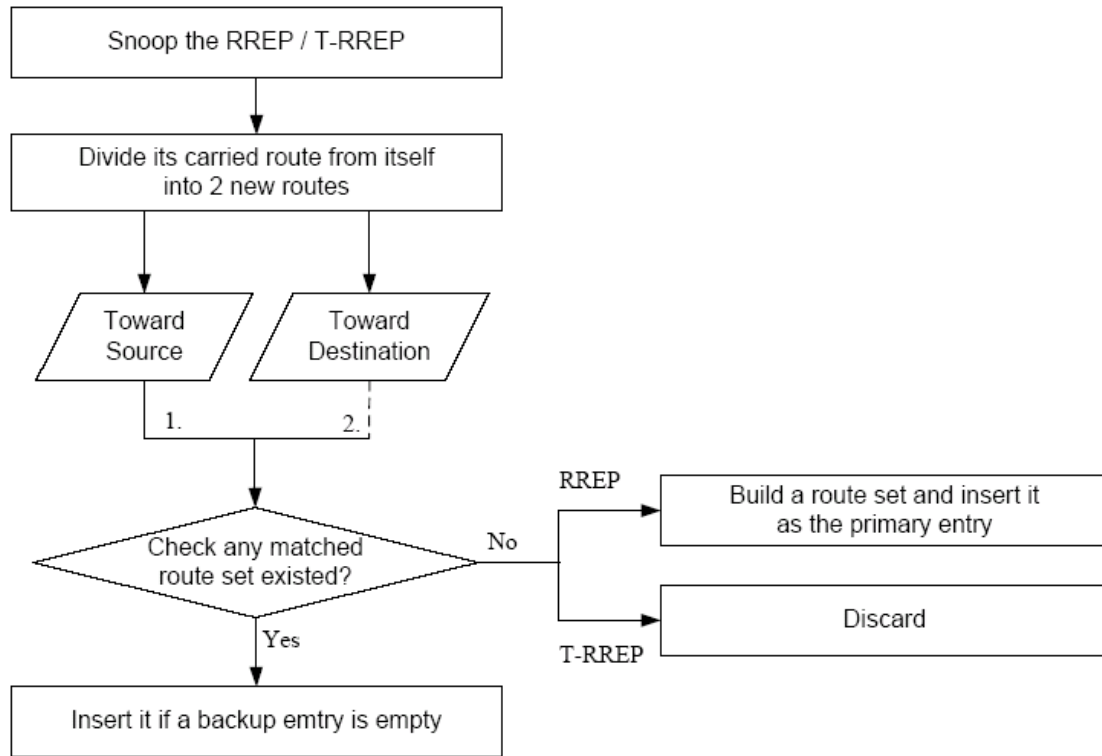 Snoop the RREP / T-RREP
Divide its carried route from itself
into 2 new routes
Toward
Source
Toward
Destination
1.
2.
Check any matched
route set existed?
No
RREP
Build a route set and insert it
as the primary entry
T-RREP
Discard
Yes
Insert it if a backup emtry is empty